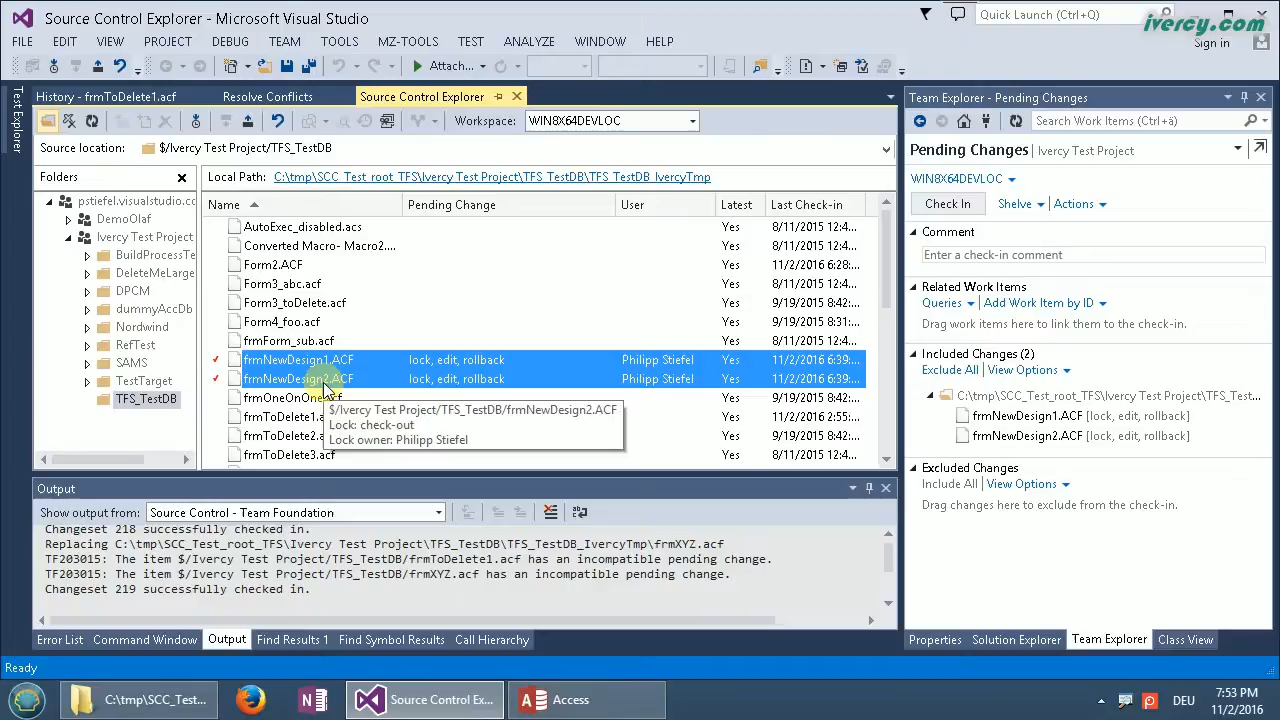 Source Control Explorer - Microsoft Visual Studio
Quick Launch (Ctrl+Q)
ivercy.com
FILE EDIT VIEW PROJECT DEBUG TEAM TOOLS MZ-TOOLS TEST ANALYZE WINDOW HELP
Sign in
Attach...
Test Explorer
History - frmToDelete1.acf
Resolve Conflicts
Source Control Explorer
Workspace: WIN8X64DEVLOC
Source location: $/Ivercy Test Project/TFS_TestDB
Folders
pstiefel.visualstudio.cc
DemoOlaf
Ivercy Test Project
BuildProcessTe
DeleteMeLarge
DPCM
dummyAccDb
Nordwind
RefTest
SAMS
TestTarget
TFS_TestDB
Local Path: C:\tmp\SCC_Test_root_TFS\Ivercy Test Project\TFS_TestDB\TFS_TestDB_IvercyTmp
Name Pending Change User Latest Last Check-in
AutoExec_disabled.acs Yes 8/11/2015 12:4...
Converted Macro- Macro2.... Yes 8/11/2015 12:4...
Form2.ACF Yes 11/2/2016 6:28:...
Form3_abc.acf Yes 8/11/2015 12:4...
Form3_toDelete.acf Yes 9/19/2015 8:42...
Form4_foo.acf Yes 9/19/2015 8:42...
frmForm_sub.acf Yes 8/11/2015 12:4...
frmNewDesign1.ACF lock, edit, rollback Philipp Stiefel Yes 11/2/2016 6:39:...
frmNewDesign2.ACF lock, edit, rollback Philipp Stiefel Yes 11/2/2016 6:39:...
Yes 9/19/2015 8:42...
frmToDelete1.a Yes 11/2/2016 2:55...
frmToDelete2. Yes 8/11/2015 12:4...
frmToDelete3.acf Yes 8/11/2015 12:4...
$/Ivercy Test Project/TFS_TestDB/frmNewDesign2.ACF
Lock: check-out
Lock owner: Philipp Stiefel
Output
Show output from: Source Control - Team Foundation
Changeset 218 successfully checked in.
Replacing C:\tmp\SCC_Test_root_TFS\Ivercy Test Project\TFS_TestDB\TFS_TestDB_IvercyTmp\frmXYZ.acf
TF203015: The item $/Ivercy Test Project/TFS_TestDB/frmToDelete1.acf has an incompatible pending change.
TF203015: The item $/Ivercy Test Project/TFS_TestDB/frmXYZ.acf has an incompatible pending change.
Changeset 219 successfully checked in.
Error List Command Window Output Find Results 1 Find Symbol Results Call Hierarchy
Team Explorer - Pending Changes
Search Work Items (Ctrl+ä)
Pending Changes Ivercy Test Project
WIN8X64DEVLOC
Check In Shelve Actions
Comment
Enter a check-in comment
Related Work Items
Queries Add Work Item by ID
Drag work items here to link them to the check-in.
Included Changes (2)
Exclude All View Options
C:\tmp\SCC_Test_root_TFS\Ivercy Test Project\TFS_Test...
frmNewDesign1.ACF [lock, edit, rollback]
frmNewDesign2.ACF [lock, edit, rollback]
Excluded Changes
Include All View Options
Drag changes here to exclude from the check-in.
Properties Solution Explorer Team Explorer Class View
Ready
C:\tmp\SCC_Test...
Source Control Ex...
Access
DEU
7:53 PM
11/2/2016